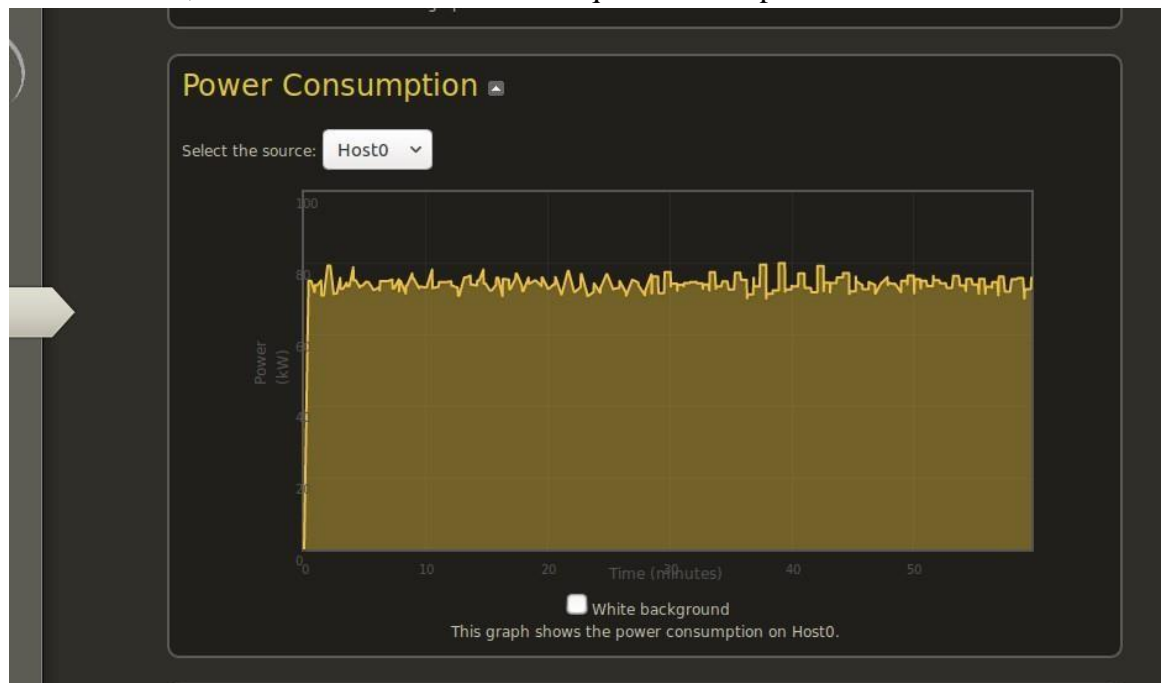 Power Consumption
Select the source: Host0
100
80
60
40
20
0
Power
(kW)
0 10 20 30 40 50
Time (minutes)
White background
This graph shows the power consumption on Host0.